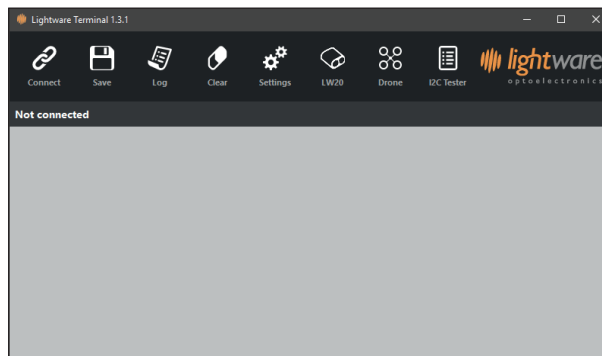 Lightware Terminal 1.3.1
Connect Save Log Clear Settings LW20 Drone I2C Tester
lightware
optoelectronics
Not connected